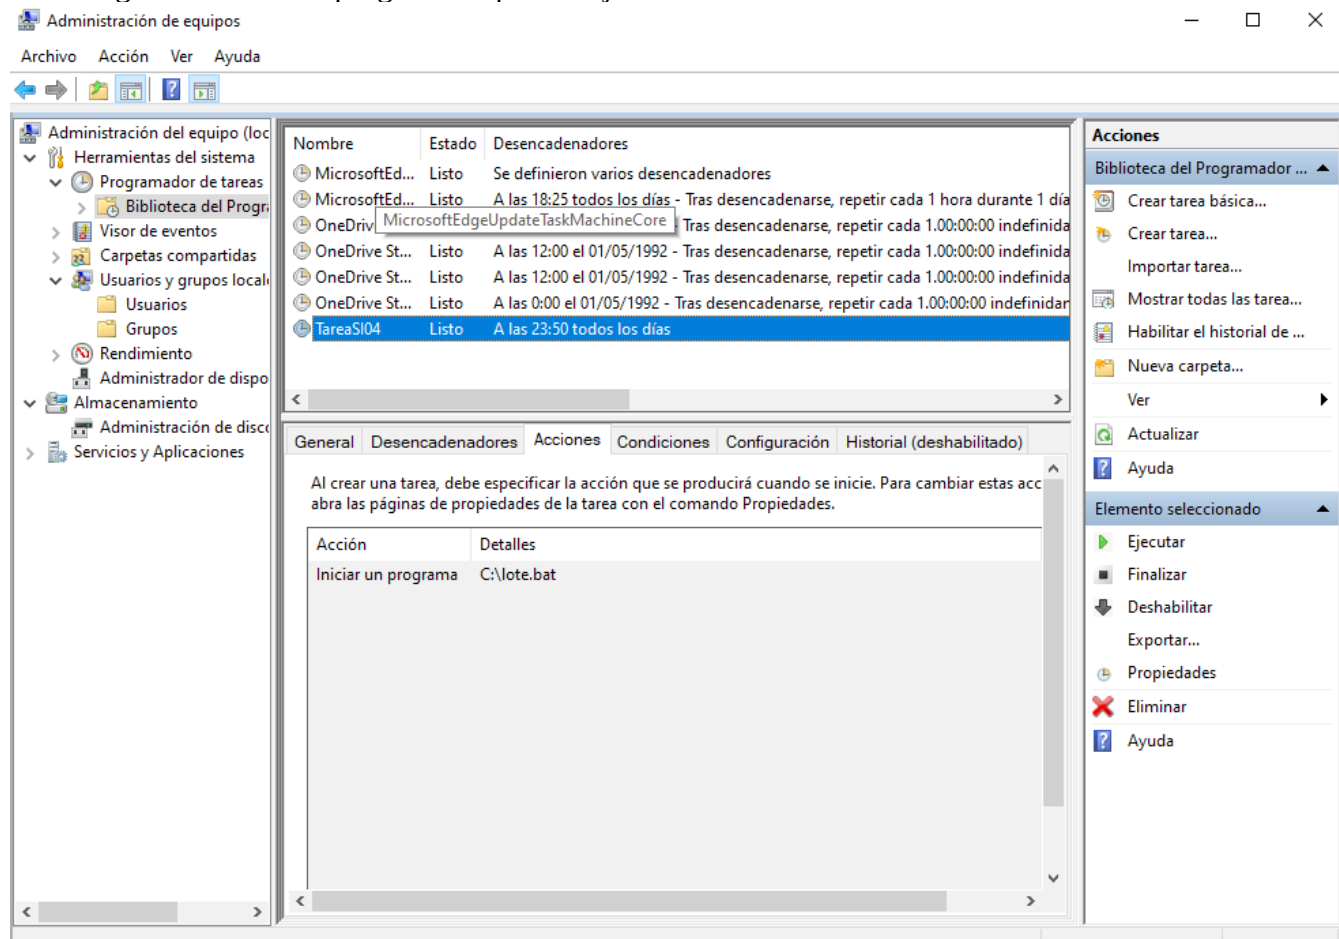 Administración de equipos
Archivo Acción Ver Ayuda
Administración del equipo (loc
Herramientas del sistema
Programador de tareas
Biblioteca del Progra
Visor de eventos
Carpetas compartidas
Usuarios y grupos locale
Usuarios
Grupos
Rendimiento
Administrador de dispo
Almacenamiento
Administración de disco
Servicios y Aplicaciones
Nombre Estado Desencadenadores
MicrosoftEd... Listo Se definieron varios desencadenadores
MicrosoftEd... Listo A las 18:25 todos los días - Tras desencadenarse, repetir cada 1 hora durante 1 día
MicrosoftEdgeUpdateTaskMachineCore
OneDriv - Tras desencadenarse, repetir cada 1.00:00:00 indefinida
OneDrive St... Listo A las 12:00 el 01/05/1992 - Tras desencadenarse, repetir cada 1.00:00:00 indefinida
OneDrive St... Listo A las 12:00 el 01/05/1992 - Tras desencadenarse, repetir cada 1.00:00:00 indefinida
OneDrive St... Listo A las 0:00 el 01/05/1992 - Tras desencadenarse, repetir cada 1.00:00:00 indefinidar
TareaSI04 Listo A las 23:50 todos los días
General Desencadenadores Acciones Condiciones Configuración Historial (deshabilitado)
Al crear una tarea, debe especificar la acción que se producirá cuando se inicie. Para cambiar estas acc
abra las páginas de propiedades de la tarea con el comando Propiedades.
Acción Detalles
Iniciar un programa C:\lote.bat
Acciones
Biblioteca del Programador ...
Crear tarea básica...
Crear tarea...
Importar tarea...
Mostrar todas las tarea...
Habilitar el historial de ...
Nueva carpeta...
Ver
Actualizar
Ayuda
Elemento seleccionado
Ejecutar
Finalizar
Deshabilitar
Exportar...
Propiedades
Eliminar
Ayuda